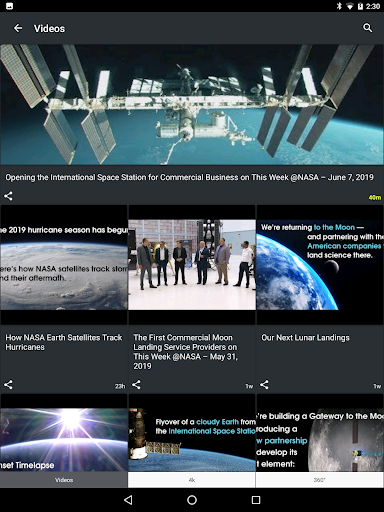 2:30
Videos
Opening the International Space Station for Commercial Business on This Week @NASA – June 7, 2019
40m
The 2019 hurricane season has begun
Here's how NASA satellites track storms
and their aftermath.
How NASA Earth Satellites Track
Hurricanes
23h
The First Commercial Moon
Landing Service Providers on
This Week @NASA – May 31,
2019
1w
We're returning to the Moon —
and partnering with the
American companies
land science there.
Our Next Lunar Landings
1w
nset Timelapse
Flyover of a cloudy Earth from
the International Space Station
e're building a Gateway to the Moo
roducing a
w partnership
develop its
t element:
Videos
4k
360°